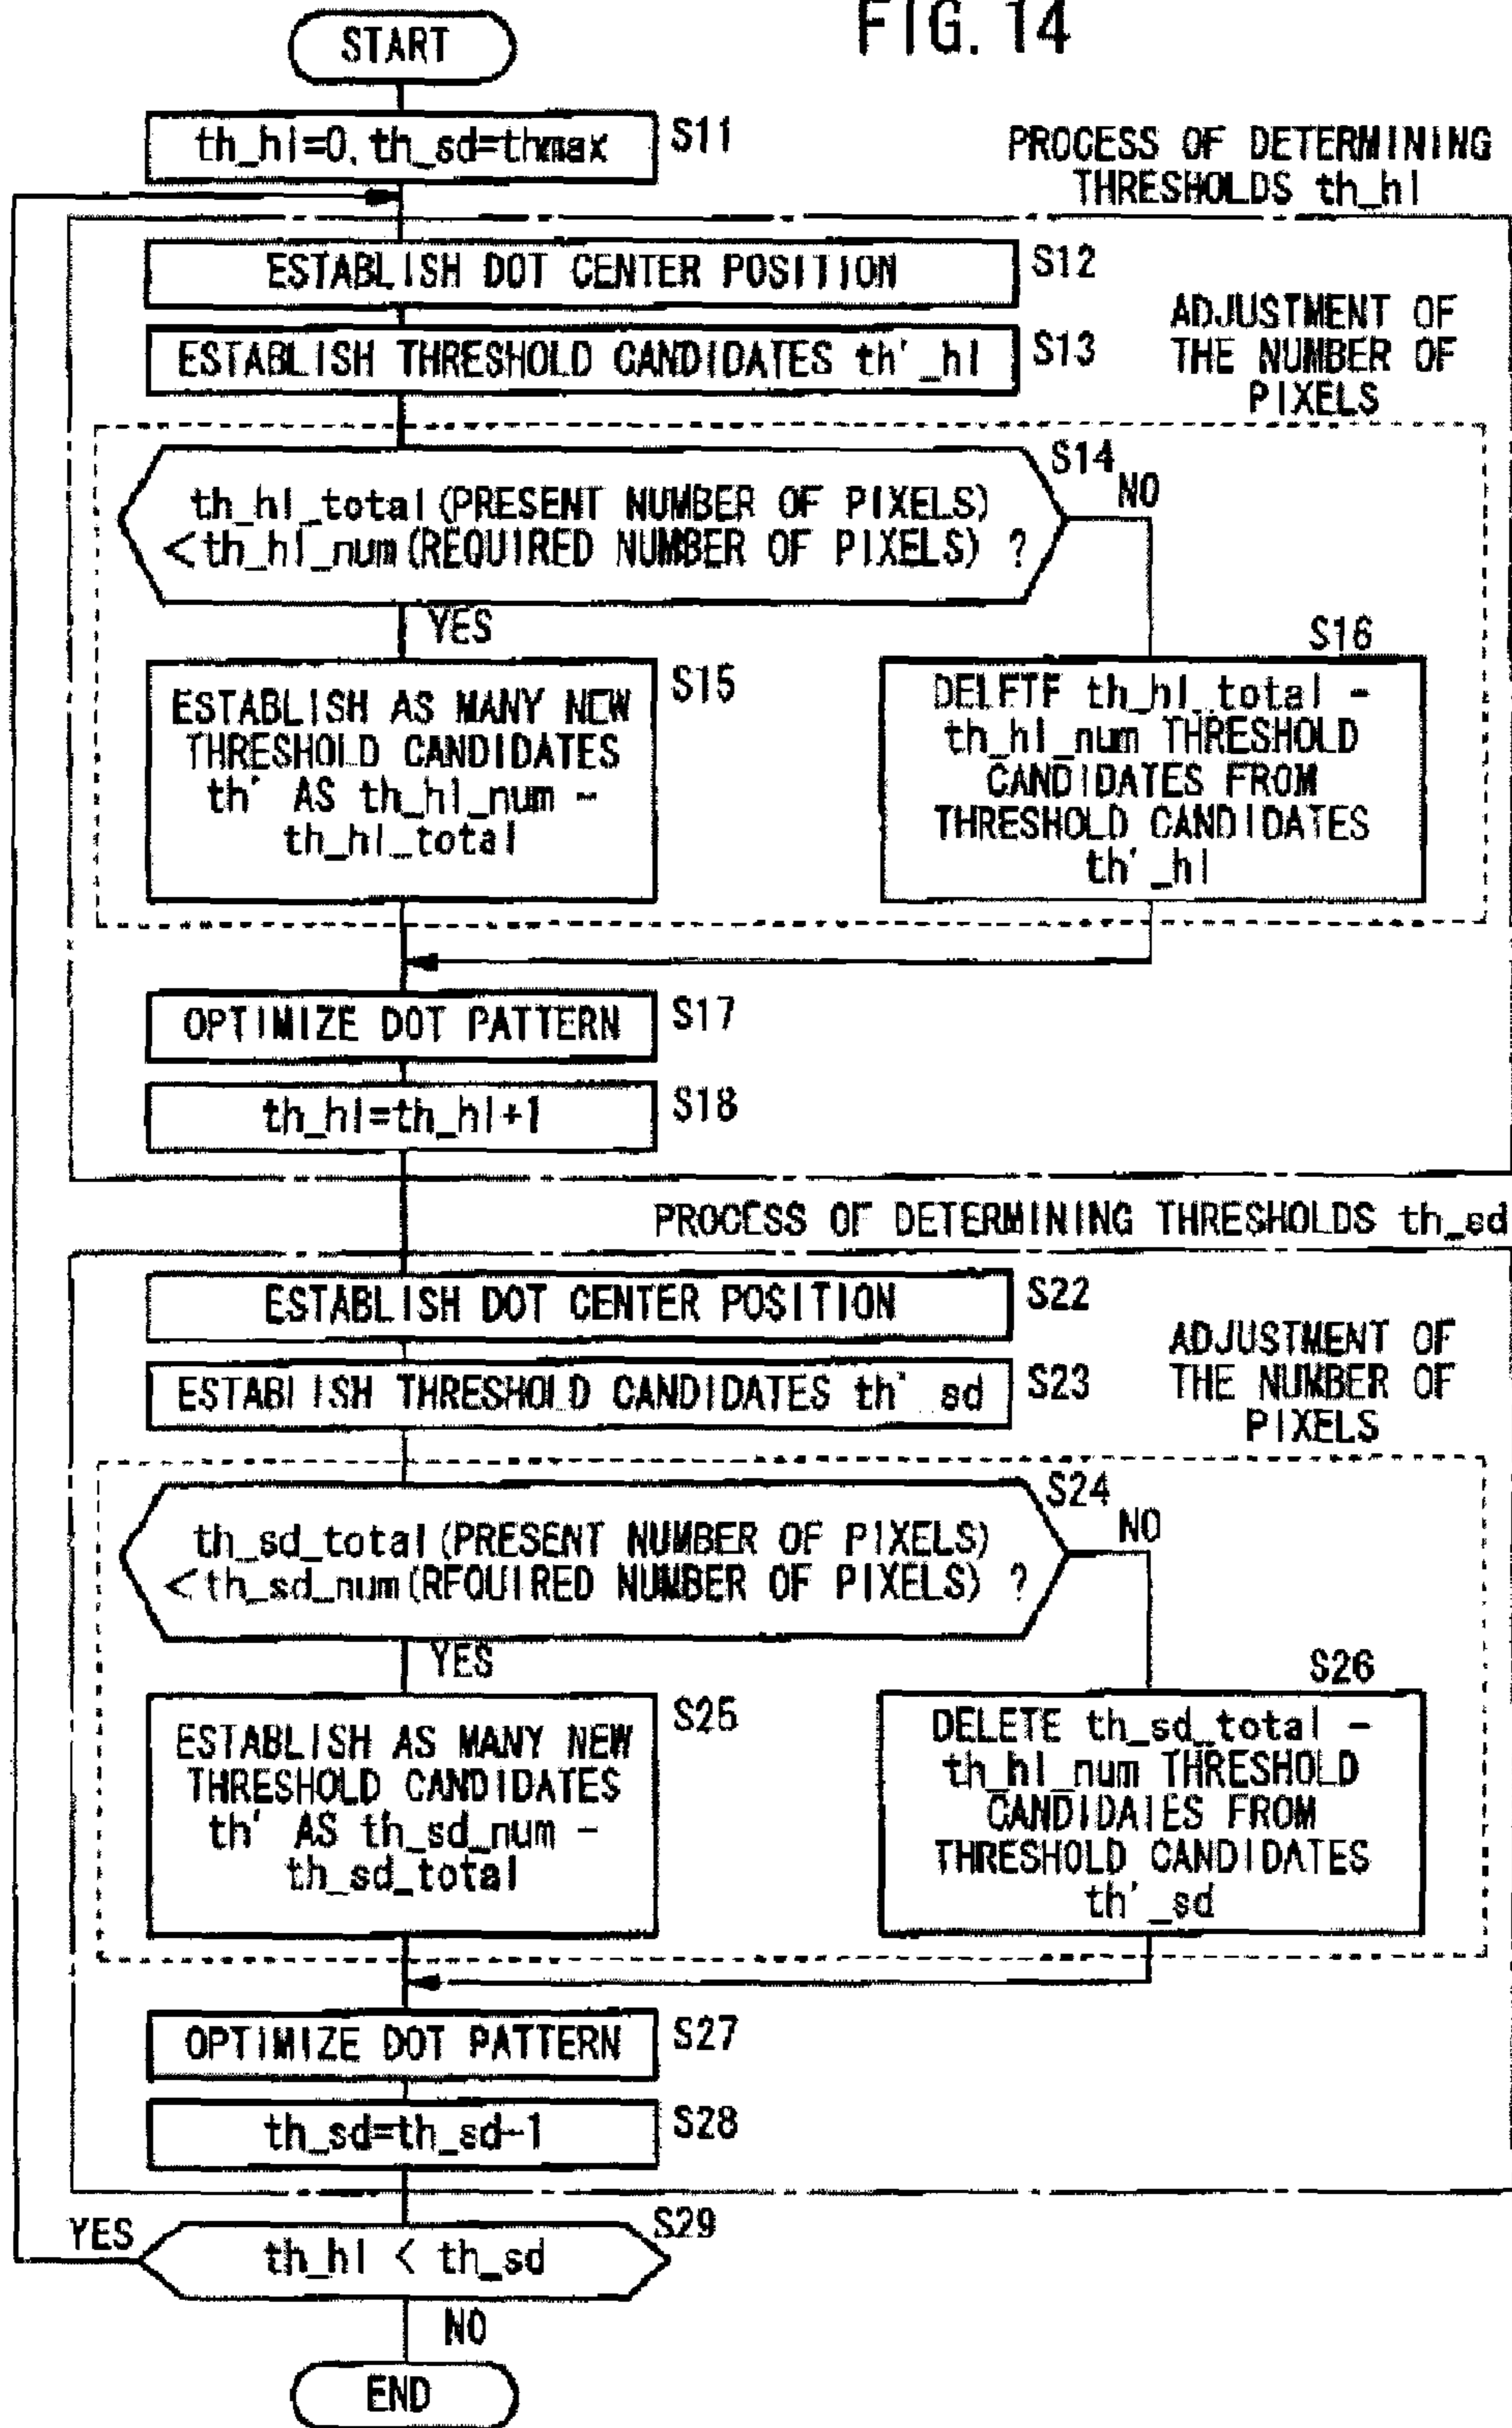 FIG. 14
START
th_hl=0, th_sd=thmax
S11
PROCESS OF DETERMINING
THRESHOLDS th_hl
ESTABLISH DOT CENTER POSITION
S12
ESTABLISH THRESHOLD CANDIDATES th'_hl
S13
ADJUSTMENT OF
THE NUMBER OF
PIXELS
S14
th_hl_total (PRESENT NUMBER OF PIXELS)
< th_hl_num (REQUIRED NUMBER OF PIXELS) ?
NO
YES
S15
ESTABLISH AS MANY NEW
THRESHOLD CANDIDATES
th' AS th_hl_num -
th_hl_total
S16
DELETE th_hl_total -
th_hl_num THRESHOLD
CANDIDATES FROM
THRESHOLD CANDIDATES
th'_hl
OPTIMIZE DOT PATTERN
S17
th_hl=th_hl+1
S18
PROCESS OF DETERMINING THRESHOLDS th_sd
ESTABLISH DOT CENTER POSITION
S22
ESTABLISH THRESHOLD CANDIDATES th' sd
S23
ADJUSTMENT OF
THE NUMBER OF
PIXELS
S24
th_sd_total (PRESENT NUMBER OF PIXELS)
< th_sd_num (REQUIRED NUMBER OF PIXELS) ?
NO
YES
S25
ESTABLISH AS MANY NEW
THRESHOLD CANDIDATES
th' AS th_sd_num -
th_sd_total
S26
DELETE th_sd_total -
th_hl_num THRESHOLD
CANDIDATES FROM
THRESHOLD CANDIDATES
th'_sd
OPTIMIZE DOT PATTERN
S27
th_sd=th_sd-1
S28
YES
th_hl < th_sd
S29
NO
END